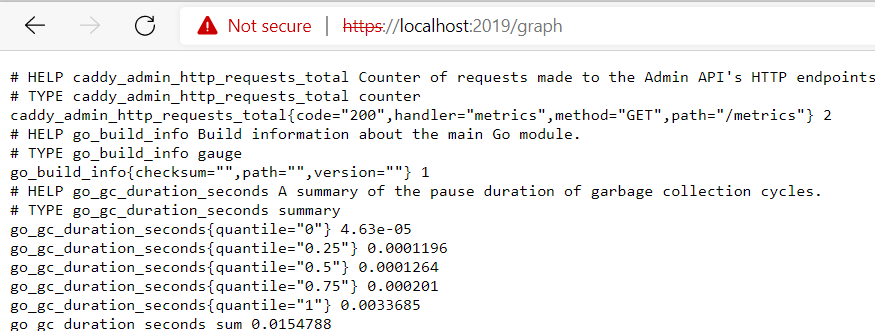 Not secure | https://localhost:2019/graph
# HELP caddy_admin_http_requests_total Counter of requests made to the Admin API's HTTP endpoints
# TYPE caddy_admin_http_requests_total counter
caddy_admin_http_requests_total{code="200",handler="metrics",method="GET",path="/metrics"} 2
# HELP go_build_info Build information about the main Go module.
# TYPE go_build_info gauge
go_build_info{checksum="",path="",version=""} 1
# HELP go_gc_duration_seconds A summary of the pause duration of garbage collection cycles.
# TYPE go_gc_duration_seconds summary
go_gc_duration_seconds{quantile="0"} 4.63e-05
go_gc_duration_seconds{quantile="0.25"} 0.0001196
go_gc_duration_seconds{quantile="0.5"} 0.0001264
go_gc_duration_seconds{quantile="0.75"} 0.000201
go_gc_duration_seconds{quantile="1"} 0.0033685
go_gc_duration_seconds_sum 0.0154788